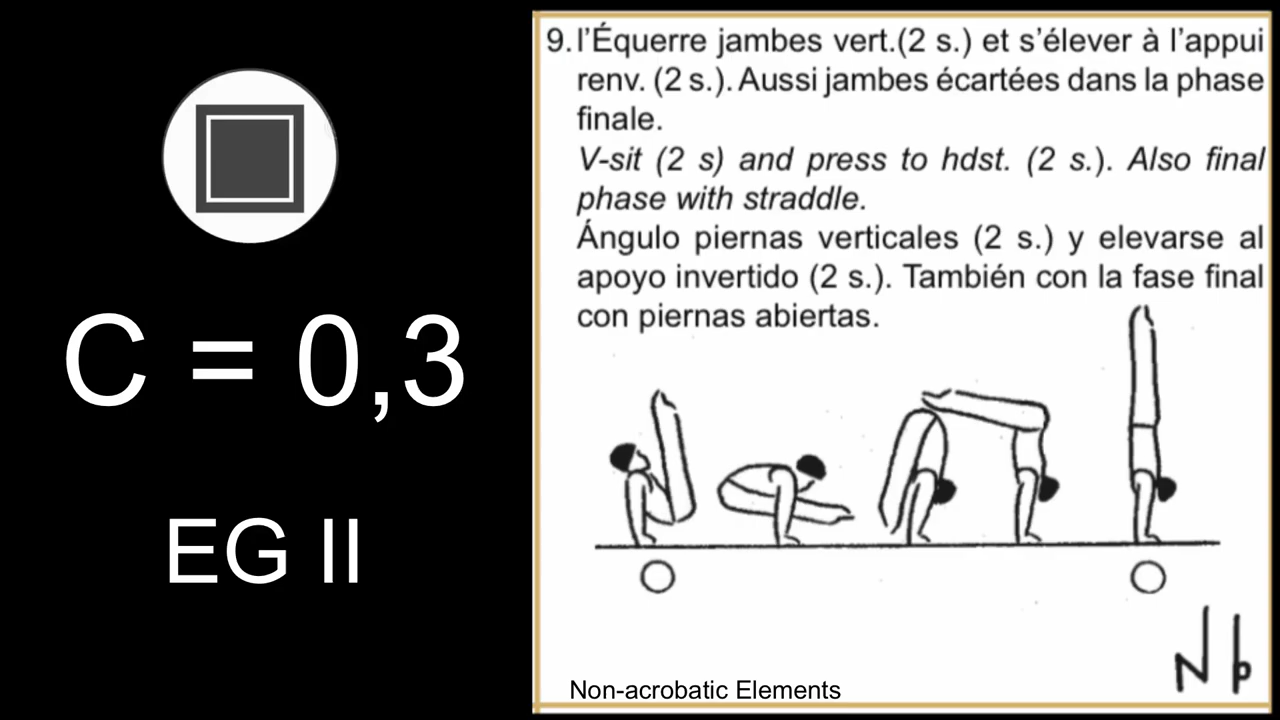 C = 0,3
EG II
9. l’Équerre jambes vert.(2 s.) et s’élever à l’appui
renv. (2 s.). Aussi jambes écartées dans la phase
finale.
V-sit (2 s) and press to hdst. (2 s.). Also final
phase with straddle.
Ángulo piernas verticales (2 s.) y elevarse al
apoyo invertido (2 s.). También con la fase final
con piernas abiertas.
Non-acrobatic Elements